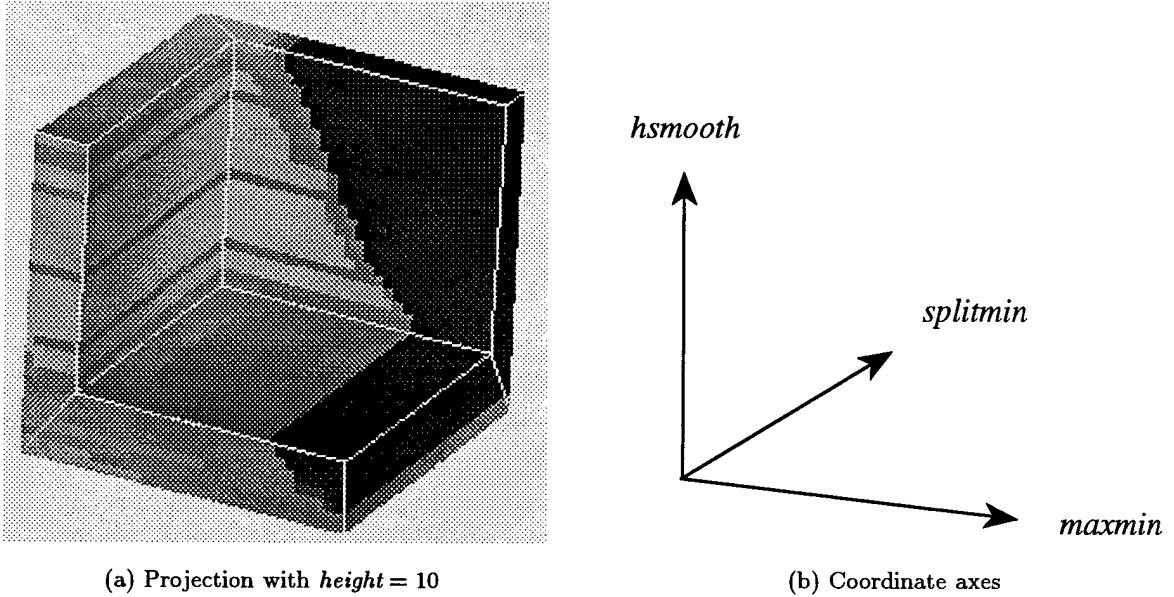 hsmooth
splitmin
maxmin
(a) Projection with height = 10
(b) Coordinate axes